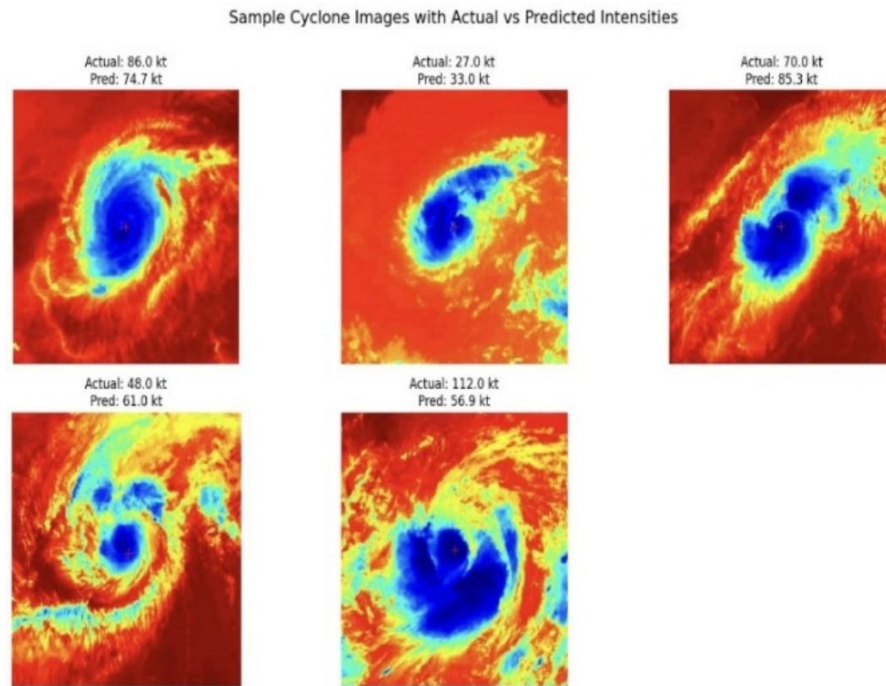 Sample Cyclone Images with Actual vs Predicted Intensities
Actual: 86.0 kt
Pred: 74.7 kt
Actual: 27.0 kt
Pred: 33.0 kt
Actual: 70.0 kt
Pred: 85.3 kt
Actual: 48.0 kt
Pred: 61.0 kt
Actual: 112.0 kt
Pred: 56.9 kt